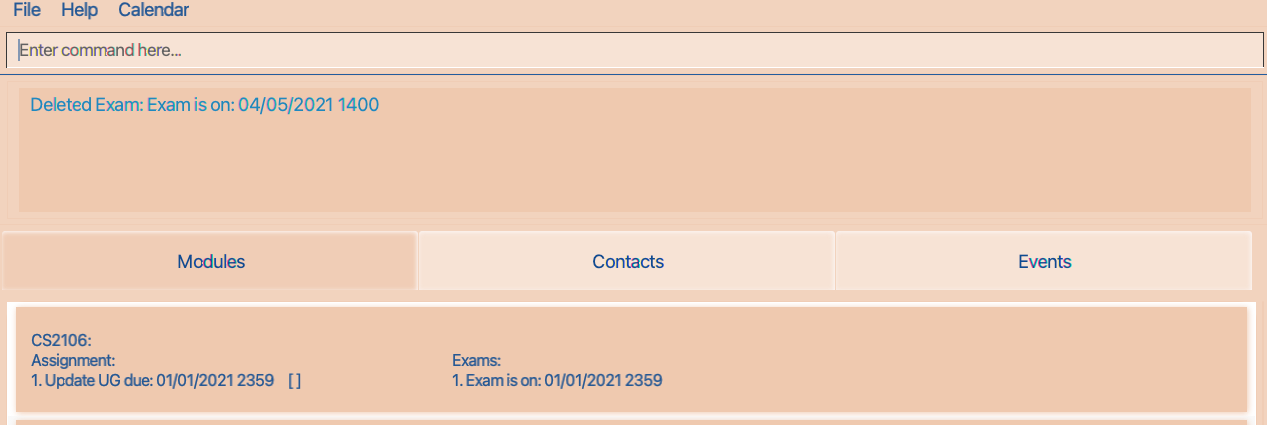 File Help Calendar
Enter command here...
Deleted Exam: Exam is on: 04/05/2021 1400
Modules Contacts Events
CS2106:
Assignment: Exams:
1. Update UG due: 01/01/2021 2359 [ ] 1. Exam is on: 01/01/2021 2359